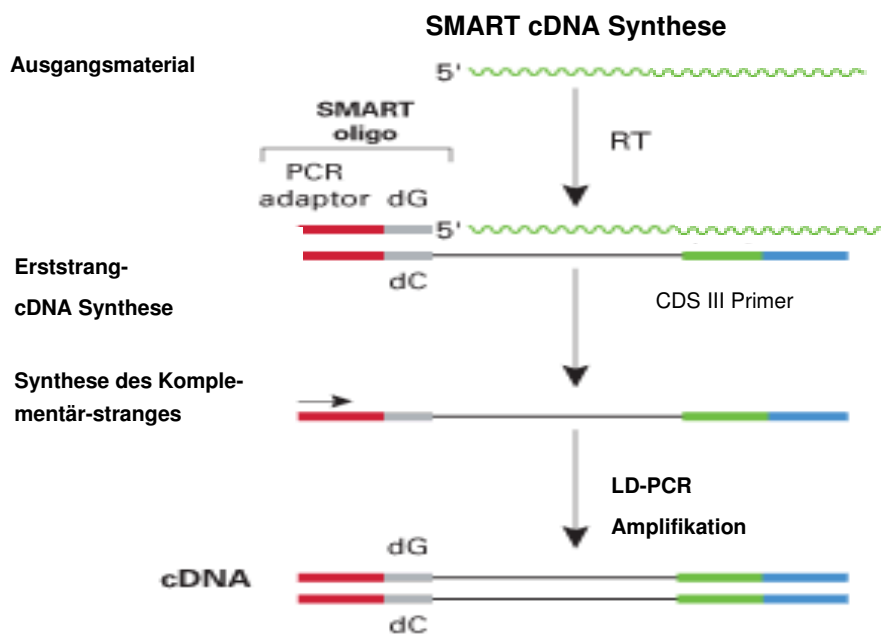 SMART cDNA Synthese
Ausgangsmaterial
5'
SMART
oligo
RT
PCR
adaptor dG
5'
Erststrang-
cDNA Synthese
dC
CDS III Primer
Synthese des Komple-
mentär-stranges
LD-PCR
Amplifikation
dG
cDNA
dC